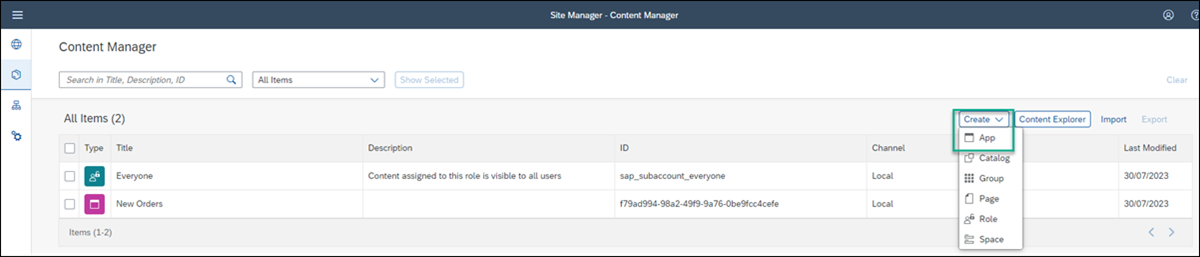 Site Manager - Content Manager
Content Manager
Search in Title, Description, ID
All Items
Show Selected
Clear
All Items (2)
Create
Content Explorer
Import
Export
Type Title Description ID Channel Last Modified
Everyone Content assigned to this role is visible to all users sap_subaccount_everyone Local 30/07/2023
New Orders f79ad994-98a2-49f9-9a76-0be9fcc4cefe Local 30/07/2023
Items (1-2)
App
Catalog
Group
Page
Role
Space